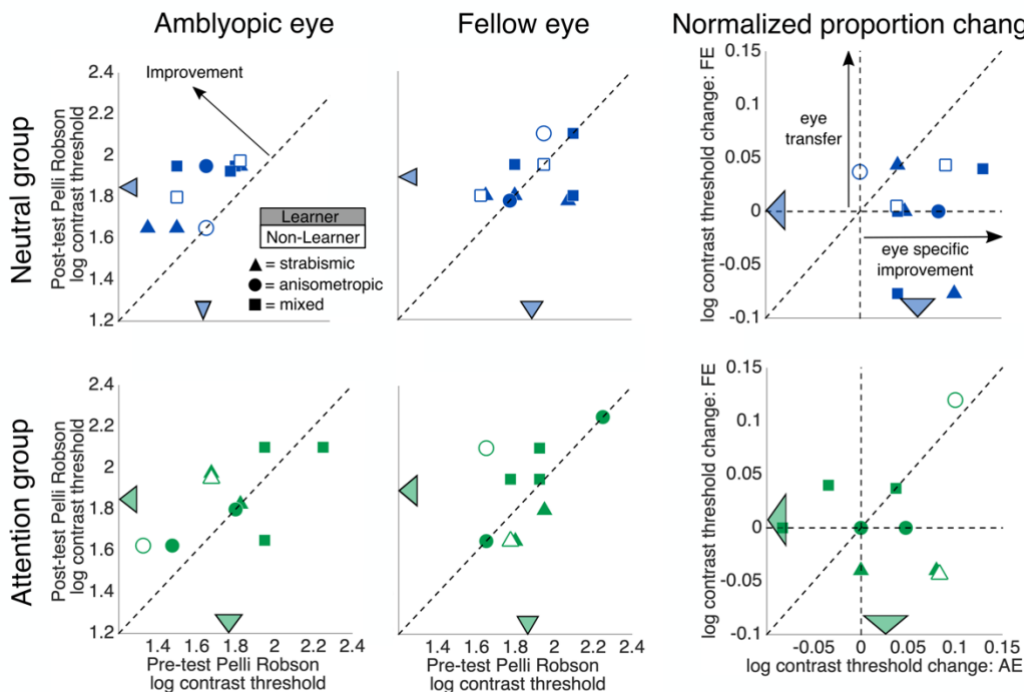 Amblyopic eye
Fellow eye
Normalized proportion chang
Neutral group
Post-test Pelli Robson
log contrast threshold
2.4
2.2
2
1.8
1.6
1.4
1.2
Improvement
Learner
Non-Learner
▲ = strabismic
● = anisometropic
■ = mixed
log contrast threshold change: FE
0.15
0.1
0.05
0
-0.05
-0.1
eye
transfer
eye specific
improvement
Attention group
Post-test Pelli Robson
log contrast threshold
2.4
2.2
2
1.8
1.6
1.4
1.2
1.4 1.6 1.8 2 2.2 2.4
Pre-test Pelli Robson
log contrast threshold
1.4 1.6 1.8 2 2.2 2.4
Pre-test Pelli Robson
log contrast threshold
log contrast threshold change: FE
0.15
0.1
0.05
0
-0.05
-0.1
-0.05 0 0.05 0.1 0.15
log contrast threshold change: AE